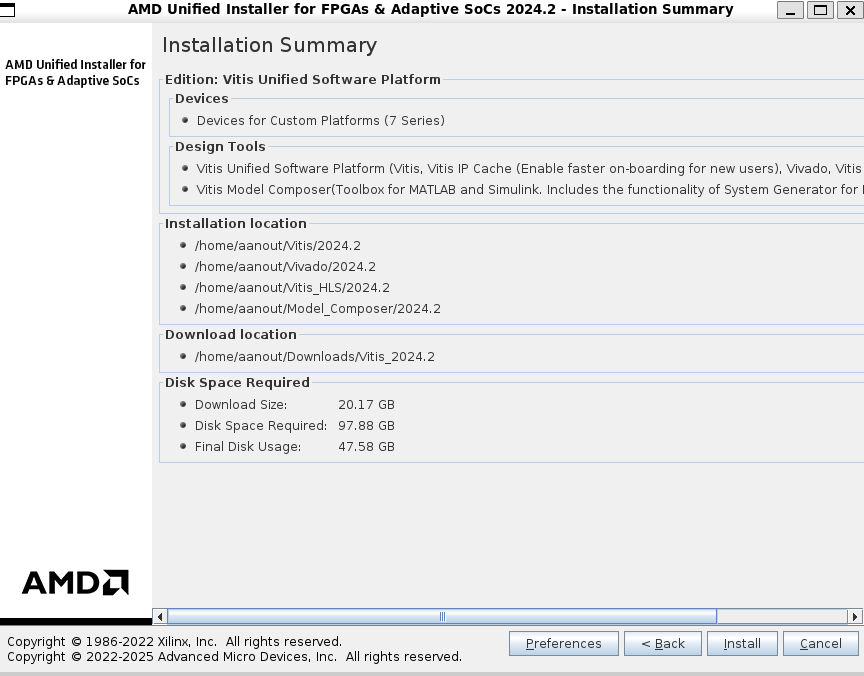 AMD Unified Installer for FPGAs & Adaptive SoCs 2024.2 - Installation Summary
AMD Unified Installer for
FPGAs & Adaptive SoCs
Installation Summary
Edition: Vitis Unified Software Platform
Devices
Devices for Custom Platforms (7 Series)
Design Tools
Vitis Unified Software Platform (Vitis, Vitis IP Cache (Enable faster on-boarding for new users), Vivado, Vitis
Vitis Model Composer(Toolbox for MATLAB and Simulink. Includes the functionality of System Generator for
Installation location
/home/aanout/Vitis/2024.2
/home/aanout/Vivado/2024.2
/home/aanout/Vitis_HLS/2024.2
/home/aanout/Model_Composer/2024.2
Download location
/home/aanout/Downloads/Vitis_2024.2
Disk Space Required
Download Size: 20.17 GB
Disk Space Required: 97.88 GB
Final Disk Usage: 47.58 GB
AMD
Copyright © 1986-2022 Xilinx, Inc. All rights reserved.
Copyright © 2022-2025 Advanced Micro Devices, Inc. All rights reserved.
Preferences
< Back
Install
Cancel